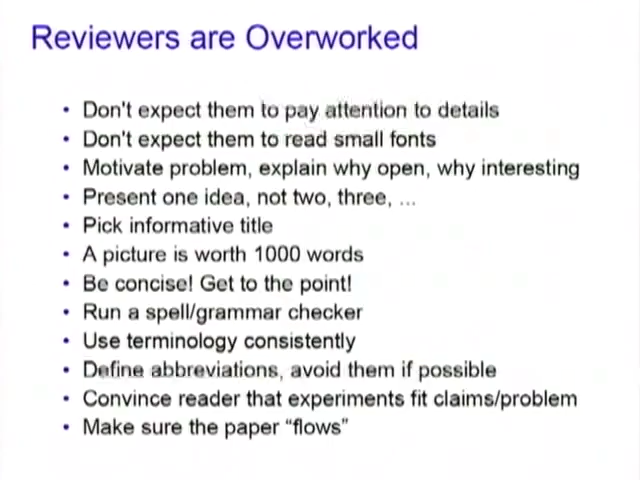 Reviewers are Overworked
• Don't expect them to pay attention to details
• Don't expect them to read small fonts
• Motivate problem, explain why open, why interesting
• Present one idea, not two, three, ...
• Pick informative title
• A picture is worth 1000 words
• Be concise! Get to the point!
• Run a spell/grammar checker
• Use terminology consistently
• Define abbreviations, avoid them if possible
• Convince reader that experiments fit claims/problem
• Make sure the paper “flows”